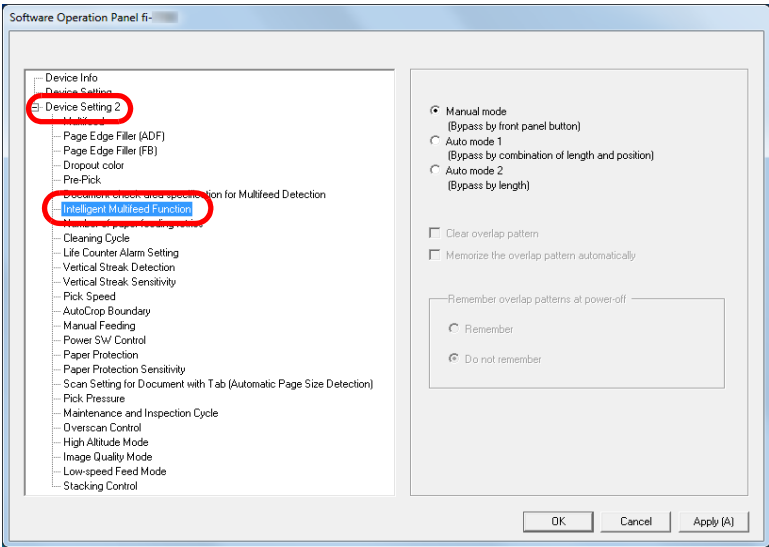 Software Operation Panel fi-
Device Info
Device Setting
Device Setting 2
Multifeed
Page Edge Filler (ADF)
Page Edge Filler (FB)
Dropout color
Pre-Pick
Document check area specification for Multifeed Detection
Intelligent Multifeed Function
Number of paper feeding retries
Cleaning Cycle
Life Counter Alarm Setting
Vertical Streak Detection
Vertical Streak Sensitivity
Pick Speed
AutoCrop Boundary
Manual Feeding
Power SW Control
Paper Protection
Paper Protection Sensitivity
Scan Setting for Document with Tab (Automatic Page Size Detection)
Pick Pressure
Maintenance and Inspection Cycle
Overscan Control
High Altitude Mode
Image Quality Mode
Low-speed Feed Mode
Stacking Control
Manual mode
(Bypass by front panel button)
Auto mode 1
(Bypass by combination of length and position)
Auto mode 2
(Bypass by length)
Clear overlap pattern
Memorize the overlap pattern automatically
Remember overlap patterns at power-off
Remember
Do not remember
OK
Cancel
Apply (A)